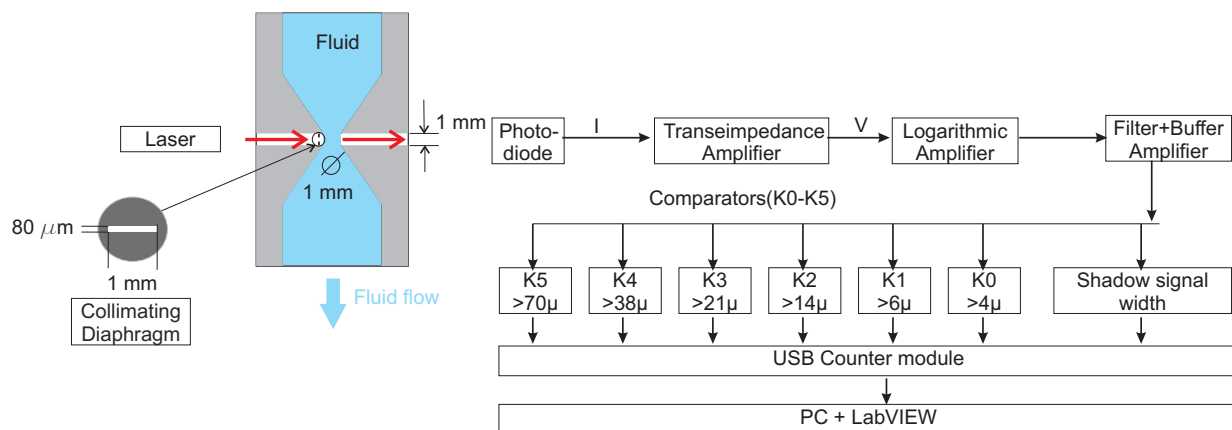 Fluid
Laser
1 mm
1 mm
80 μm
1 mm
Collimating
Diaphragm
Fluid flow
Photo-
diode
I
Transeimpedance
Amplifier
V
Logarithmic
Amplifier
Filter+Buffer
Amplifier
Comparators(K0-K5)
K5
>70μ
K4
>38μ
K3
>21μ
K2
>14μ
K1
>6μ
K0
>4μ
Shadow signal
width
USB Counter module
PC + LabVIEW